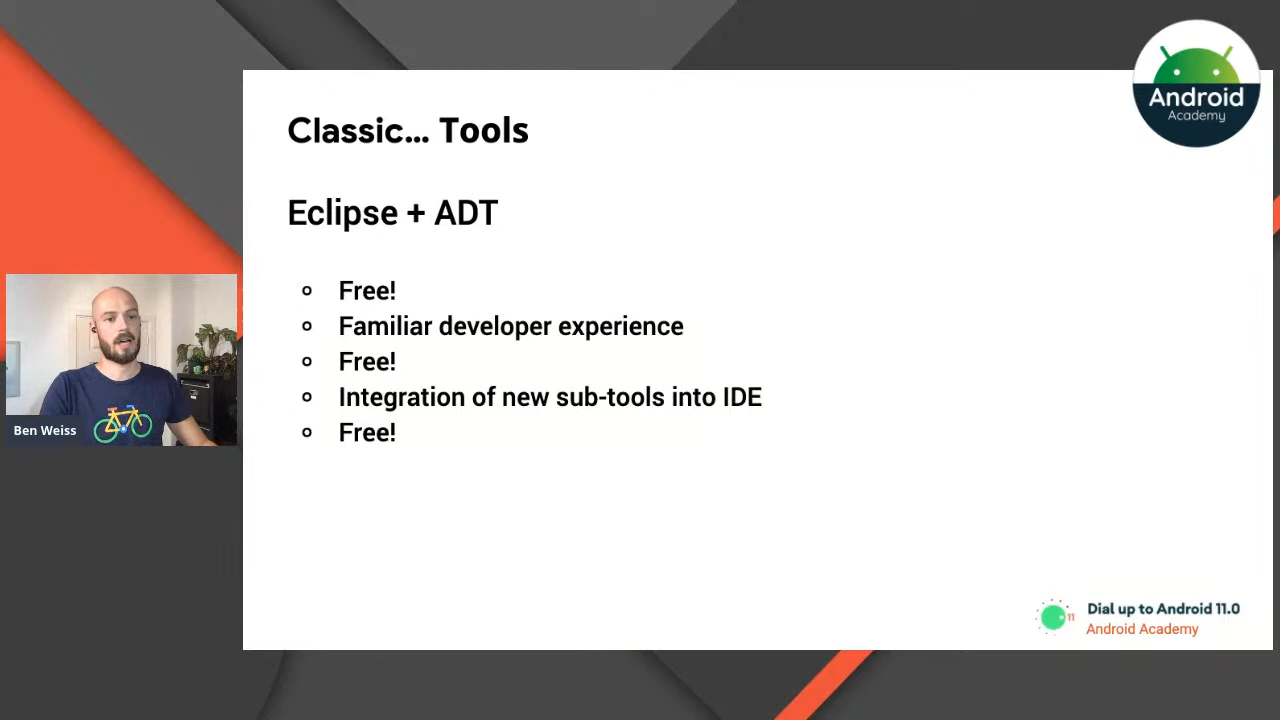 Android
Academy
Classic... Tools
Eclipse + ADT
Free!
Familiar developer experience
Free!
Integration of new sub-tools into IDE
Free!
Ben Weiss
11
Dial up to Android 11.0
Android Academy